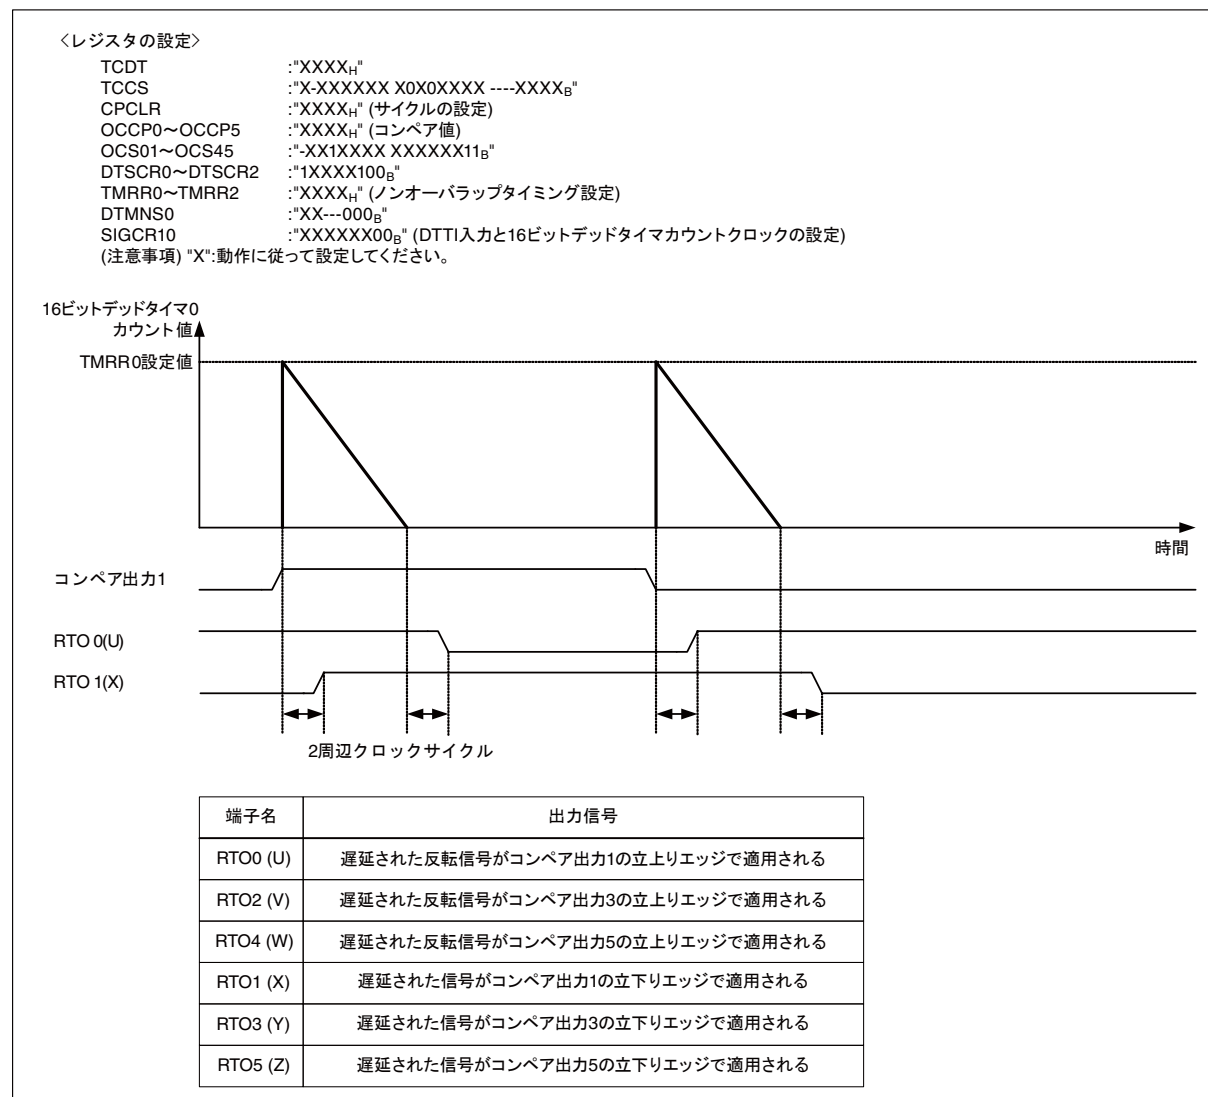 〈レジスタの設定〉
TCDT :"XXXXH"
TCCS :"X-XXXXXX X0X0XXXX ----XXXXB"
CPCLR :"XXXXH" (サイクルの設定)
OCCP0～OCCP5 :"XXXXH" (コンペア値)
OCS01～OCS45 :"-XX1XXXX XXXXXX11B"
DTSCR0～DTSCR2 :"1XXXX100B"
TMRR0～TMRR2 :"XXXXH" (ノンオーバラップタイミング設定)
DTMNS0 :"XX---000B"
SIGCR10 :"XXXXXX00B" (DTTI入力と16ビットデッドタイマカウントクロックの設定)
(注意事項) "X":動作に従って設定してください。
16ビットデッドタイマ0
カウント値
TMRR0設定値
時間
コンペア出力1
RTO 0(U)
RTO 1(X)
2周辺クロックサイクル
端子名 出力信号
RTO0 (U) 遅延された反転信号がコンペア出力1の立上りエッジで適用される
RTO2 (V) 遅延された反転信号がコンペア出力3の立上りエッジで適用される
RTO4 (W) 遅延された反転信号がコンペア出力5の立上りエッジで適用される
RTO1 (X) 遅延された信号がコンペア出力1の立下りエッジで適用される
RTO3 (Y) 遅延された信号がコンペア出力3の立下りエッジで適用される
RTO5 (Z) 遅延された信号がコンペア出力5の立下りエッジで適用される